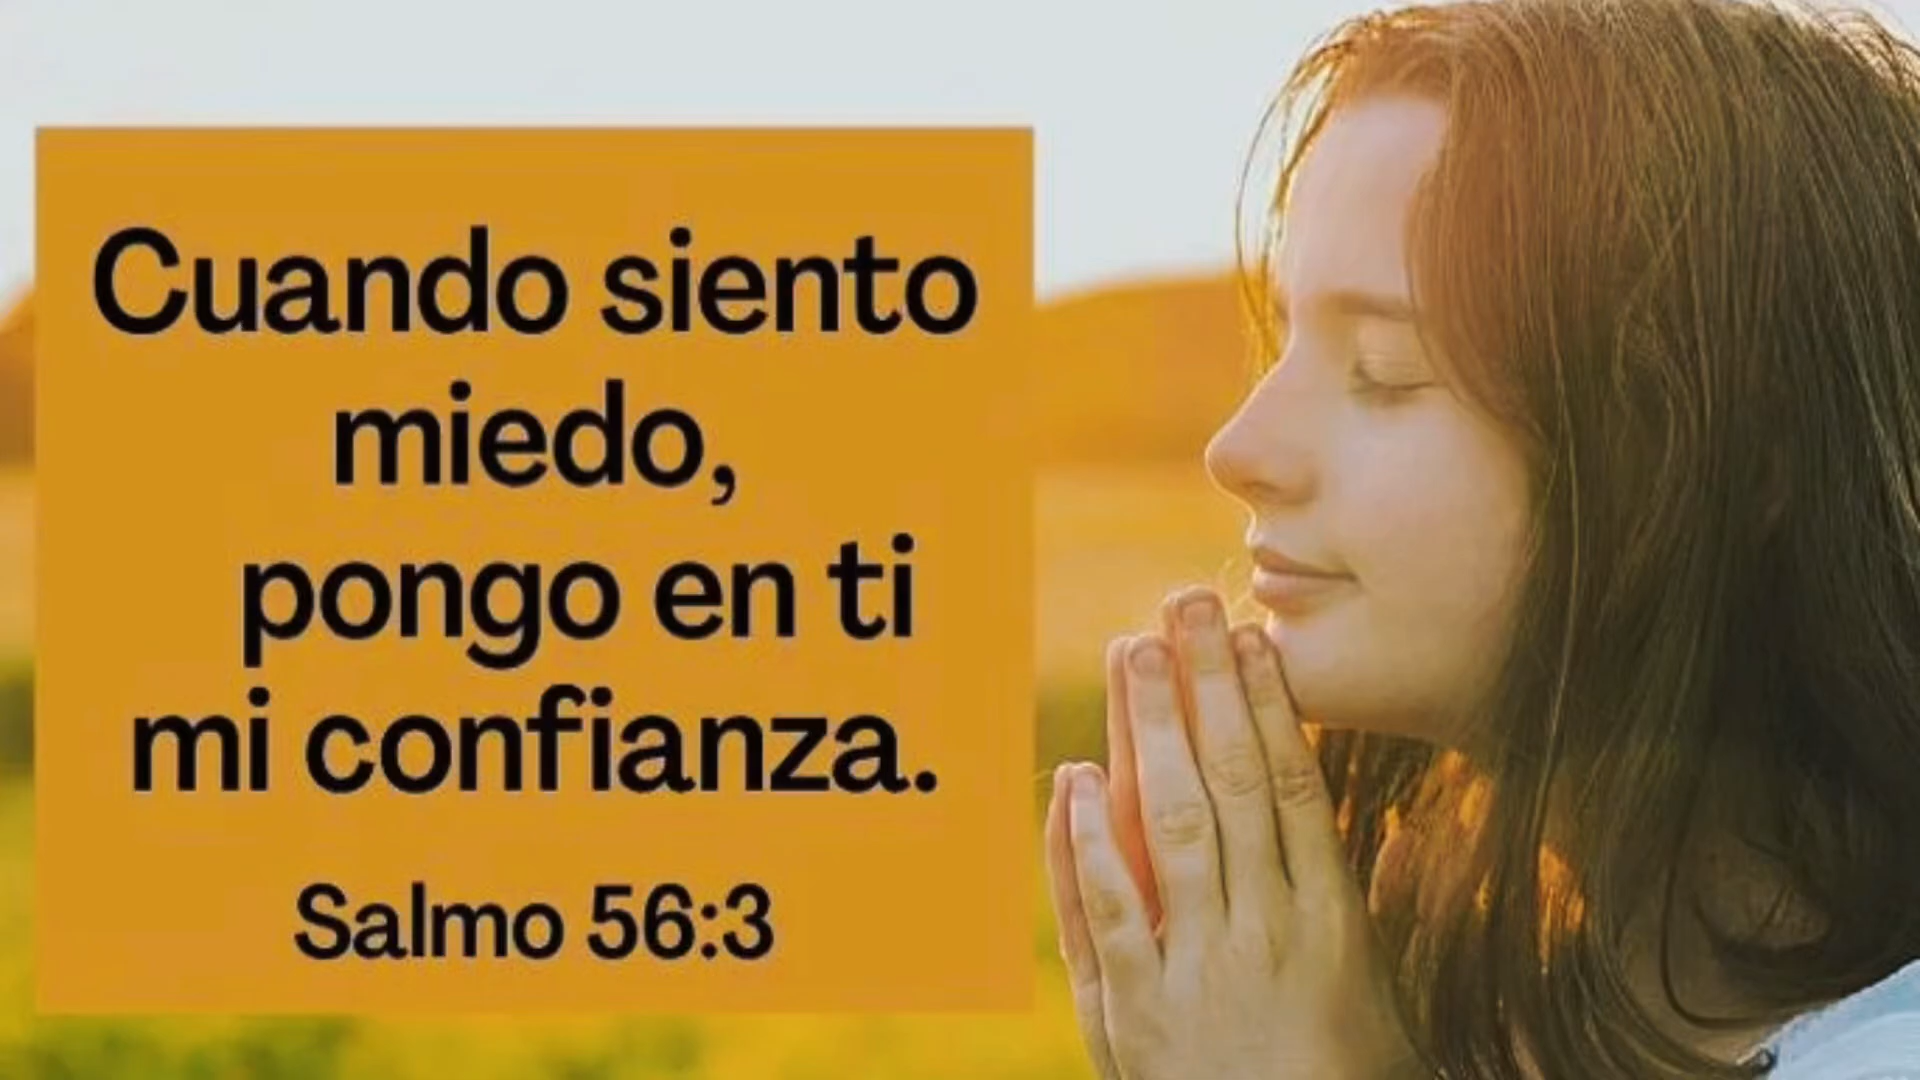 Cuando siento
miedo,
pongo en ti
mi confianza.
Salmo 56:3